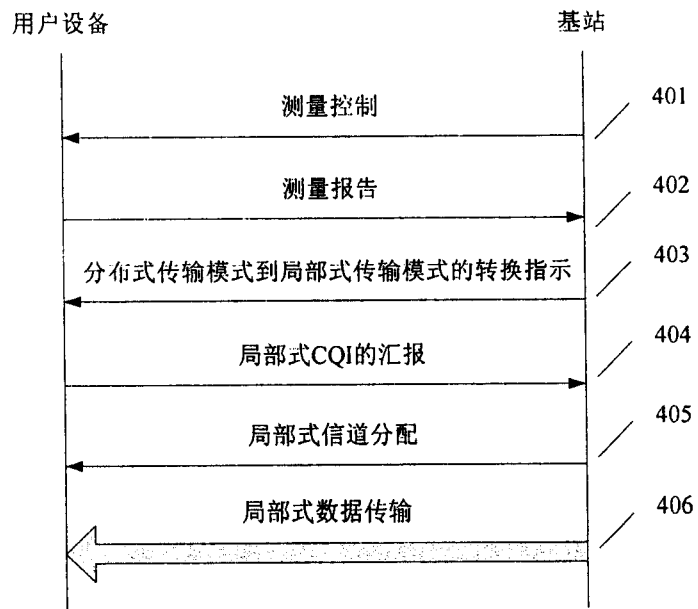 用户设备
基站
测量控制
401
测量报告
402
分布式传输模式到局部式传输模式的转换指示
403
局部式CQI的汇报
404
局部式信道分配
405
局部式数据传输
406